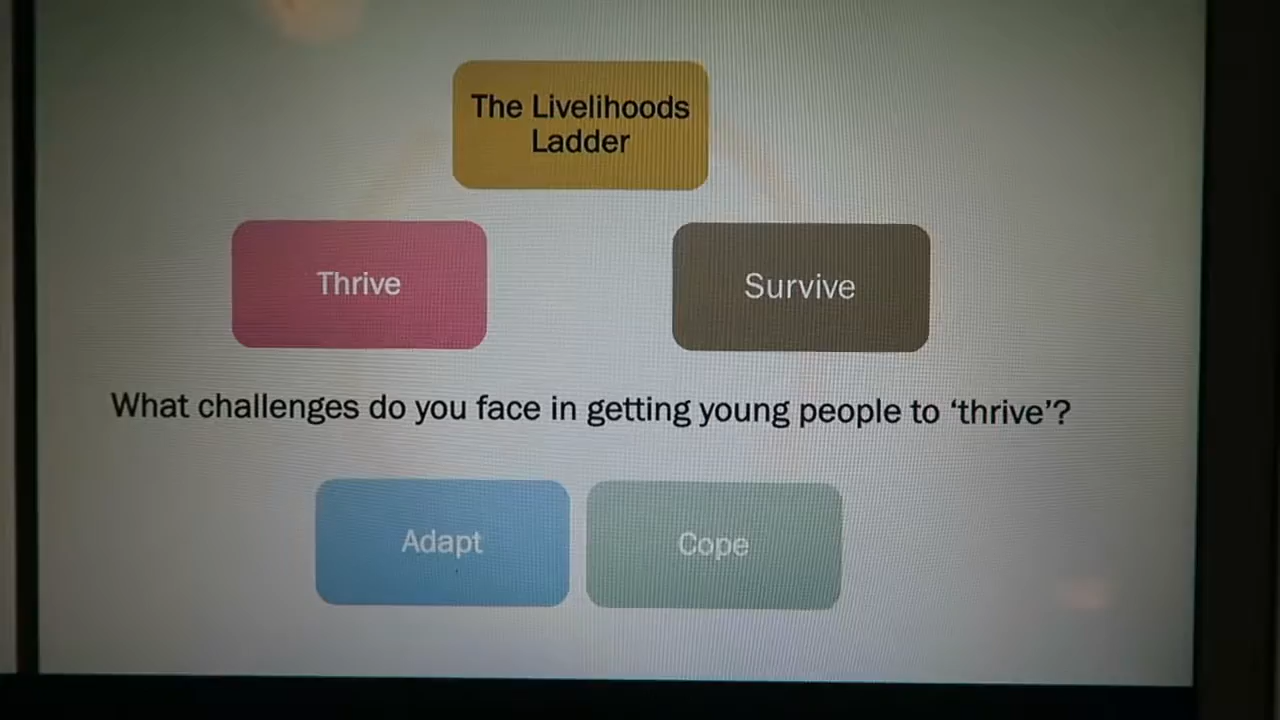 The Livelihoods
Ladder
Thrive
Survive
What challenges do you face in getting young people to ‘thrive’?
Adapt
Cope